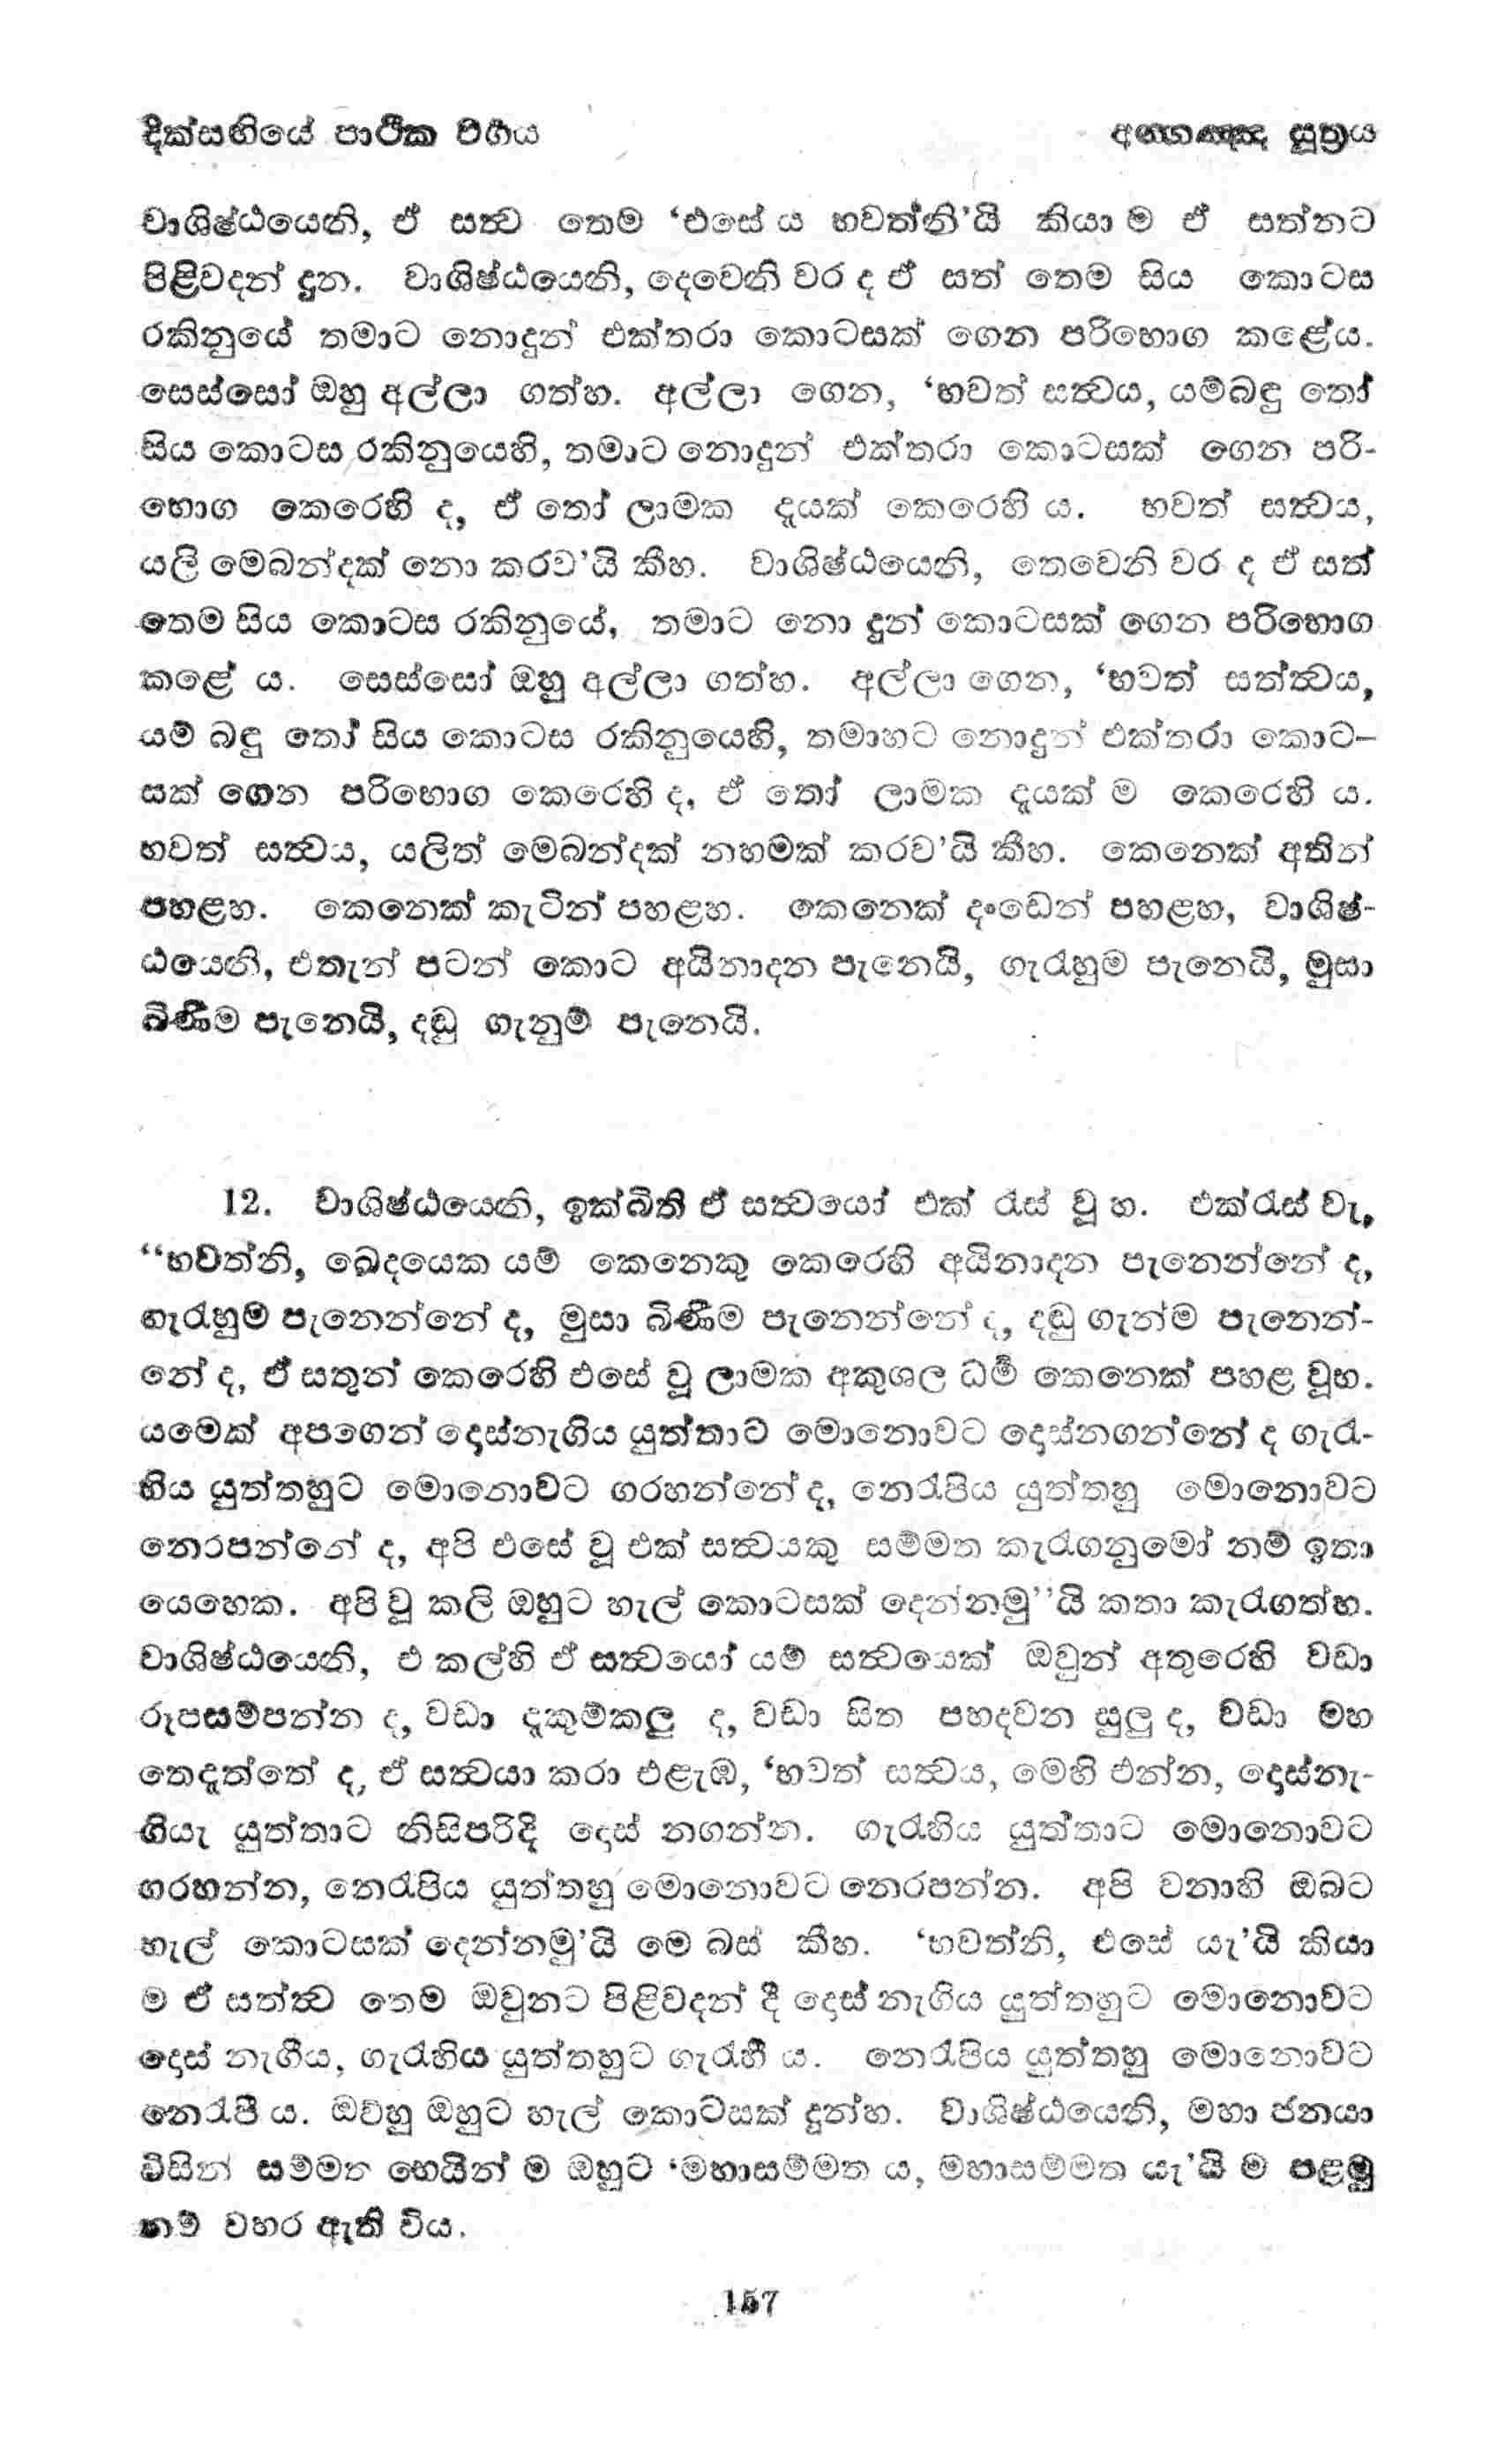 දික්සඟියේ පාථික වර්‍ගය
අග්ගඤ්ඤ සූත්‍රය
වාශිෂ්ඨයෙනි, ඒ සත්‍ව තෙම ‘එසේ ය භවත්නි’යි කියා ම ඒ සත්නට
පිළිවදන් දුන. වාශිෂ්ඨයෙනි, දෙවෙනි වර ද ඒ සත් තෙම සිය කොටස
රකිනුයේ තමාට නොදුන් එක්තරා කොටසක් ගෙන පරිභොග කළේය.
සෙස්සෝ ඔහු අල්ලා ගත්හ. අල්ලා ගෙන, ‘භවත් සත්‍වය, යම්බඳු තෝ
සිය කොටස රකිනුයෙහි, තමාට නොදුන් එක්තරා කොටසක් ගෙන පරි-
භොග කෙරෙහි ද, ඒ තෝ ලාමක දැයක් කෙරෙහි ය. භවත් සත්‍වය,
යලි මෙබන්දක් නො කරව’යි කීහ. වාශිෂ්ඨයෙනි, තෙවෙනි වර ද ඒ සත්
තෙම සිය කොටස රකිනුයේ, තමාට නො දුන් කොටසක් ගෙන පරිභොග
කළේ ය. සෙස්සෝ ඔහු අල්ලා ගත්හ. අල්ලා ගෙන, ‘භවත් සත්ත්‍වය,
යම් බඳු තෝ සිය කොටස රකිනුයෙහි, තමාහට නොදුන් එක්තරා කොට-
සක් ගෙන පරිභොග කෙරෙහි ද, ඒ තෝ ලාමක දැයක් ම කෙරෙහි ය.
භවත් සත්‍වය, යලිත් මෙබන්දක් නහමක් කරව’යි කීහ. කෙනෙක් අතින්
පහළහ. කෙනෙක් කැටින් පහළහ. කෙනෙක් දංඩෙන් පහළහ, වාශිෂ්-
ඨයෙනි, එතැන් පටන් කොට අයිනාදන පැනෙයි, ගැරැහුම පැනෙයි, මුසා
බිණීම පැනෙයි, දඬු ගැනුම් පැනෙයි.
12. වාශිෂ්ඨයෙනි, ඉක්බිති ඒ සත්‍වයෝ එක් රැස් වූ හ. එක්රැස් වැ,
“භවත්නි, ඛෙදයෙක යම් කෙනෙකු කෙරෙහි අයිනාදන පැනෙන්නේ ද,
ගැරැහුම පැනෙන්නේ ද, මුසා බිණීම පැනෙන්නේ ද, දඬු ගැන්ම පැනෙන්-
නේ ද, ඒ සතුන් කෙරෙහි එසේ වූ ලාමක අකුශල ධර්‍ම කෙනෙක් පහළ වූහ.
යමෙක් අපගෙන් දොස්නැගිය යුත්තාට මොනොවට දොස්නගන්නේ ද ගැරැ-
හිය යුත්තහුට මොනොවට ගරහන්නේ ද, නෙරැපිය යුත්තහු මොනොවට
නෙරපන්නේ ද, අපි එසේ වූ එක් සත්‍වයකු සම්මත කැරැගනුමෝ නම් ඉතා
යෙහෙක. අපි වූ කලි ඔහුට හැල් කොටසක් දෙන්නමු”යි කතා කැරැගත්හ.
වාශිෂ්ඨයෙනි, එ කල්හි ඒ සත්‍වයෝ යම් සත්‍වයෙක් ඔවුන් අතුරෙහි වඩා
රූපසම්පන්න ද, වඩා දැකුම්කලු ද, වඩා සිත පහදවන සුලු ද, වඩා මහ
තෙදැත්තේ ද, ඒ සත්‍වයා කරා එළැඹ, ‘භවත් සත්‍වය, මෙහි එන්න, දොස්නැ-
ගියැ යුත්තාට නිසිපරිදි දොස් නගන්න. ගැරැහිය යුත්තාට මොනොවට
ගරහන්න, නෙරැපිය යුත්තහු මොනොවට නෙරපන්න. අපි වනාහි ඔබට
හැල් කොටසක් දෙන්නමු’යි මෙ බස් කීහ. ‘භවත්නි, එසේ යැ’යි කියා
ම ඒ සත්ත්‍ව තෙම ඔවුනට පිළිවදන් දී දොස් නැගිය යුත්තහුට මොනොවට
දොස් නැගීය, ගැරැහිය යුත්තහුට ගැරැහී ය. නෙරැපිය යුත්තහු මොනොවට
නෙරැපී ය. ඔව්හු ඔහුට හැල් කොටසක් දුන්හ. වාශිෂ්ඨයෙනි, මහා ජනයා
විසින් සම්මත හෙයින් ම ඔහුට ‘මහාසම්මත ය, මහාසම්මත යැ’යි ම පළමු
නම් වහර ඇති විය.
157